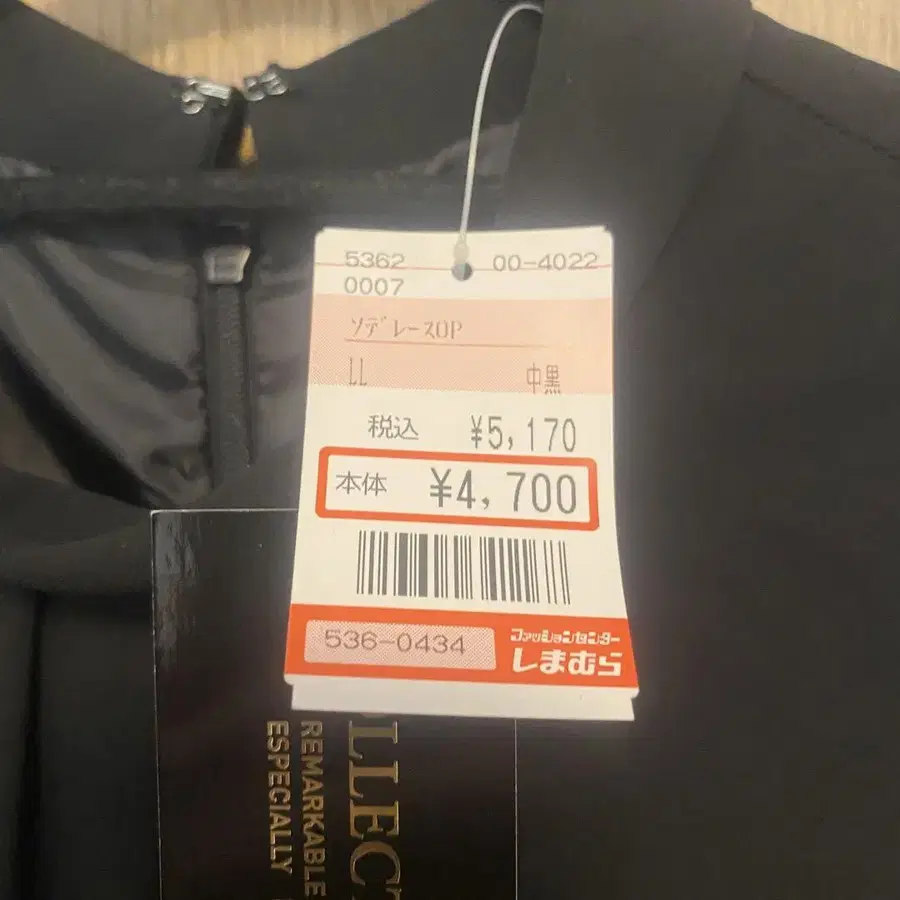 5362 00-4022
0007
ソデレースOP
LL 中黒
税込 ¥5,170
本体 ¥4,700
536-0434
ファッションセンター
しまむら
OLLECT
REMARKABLE
ESPECIALLY